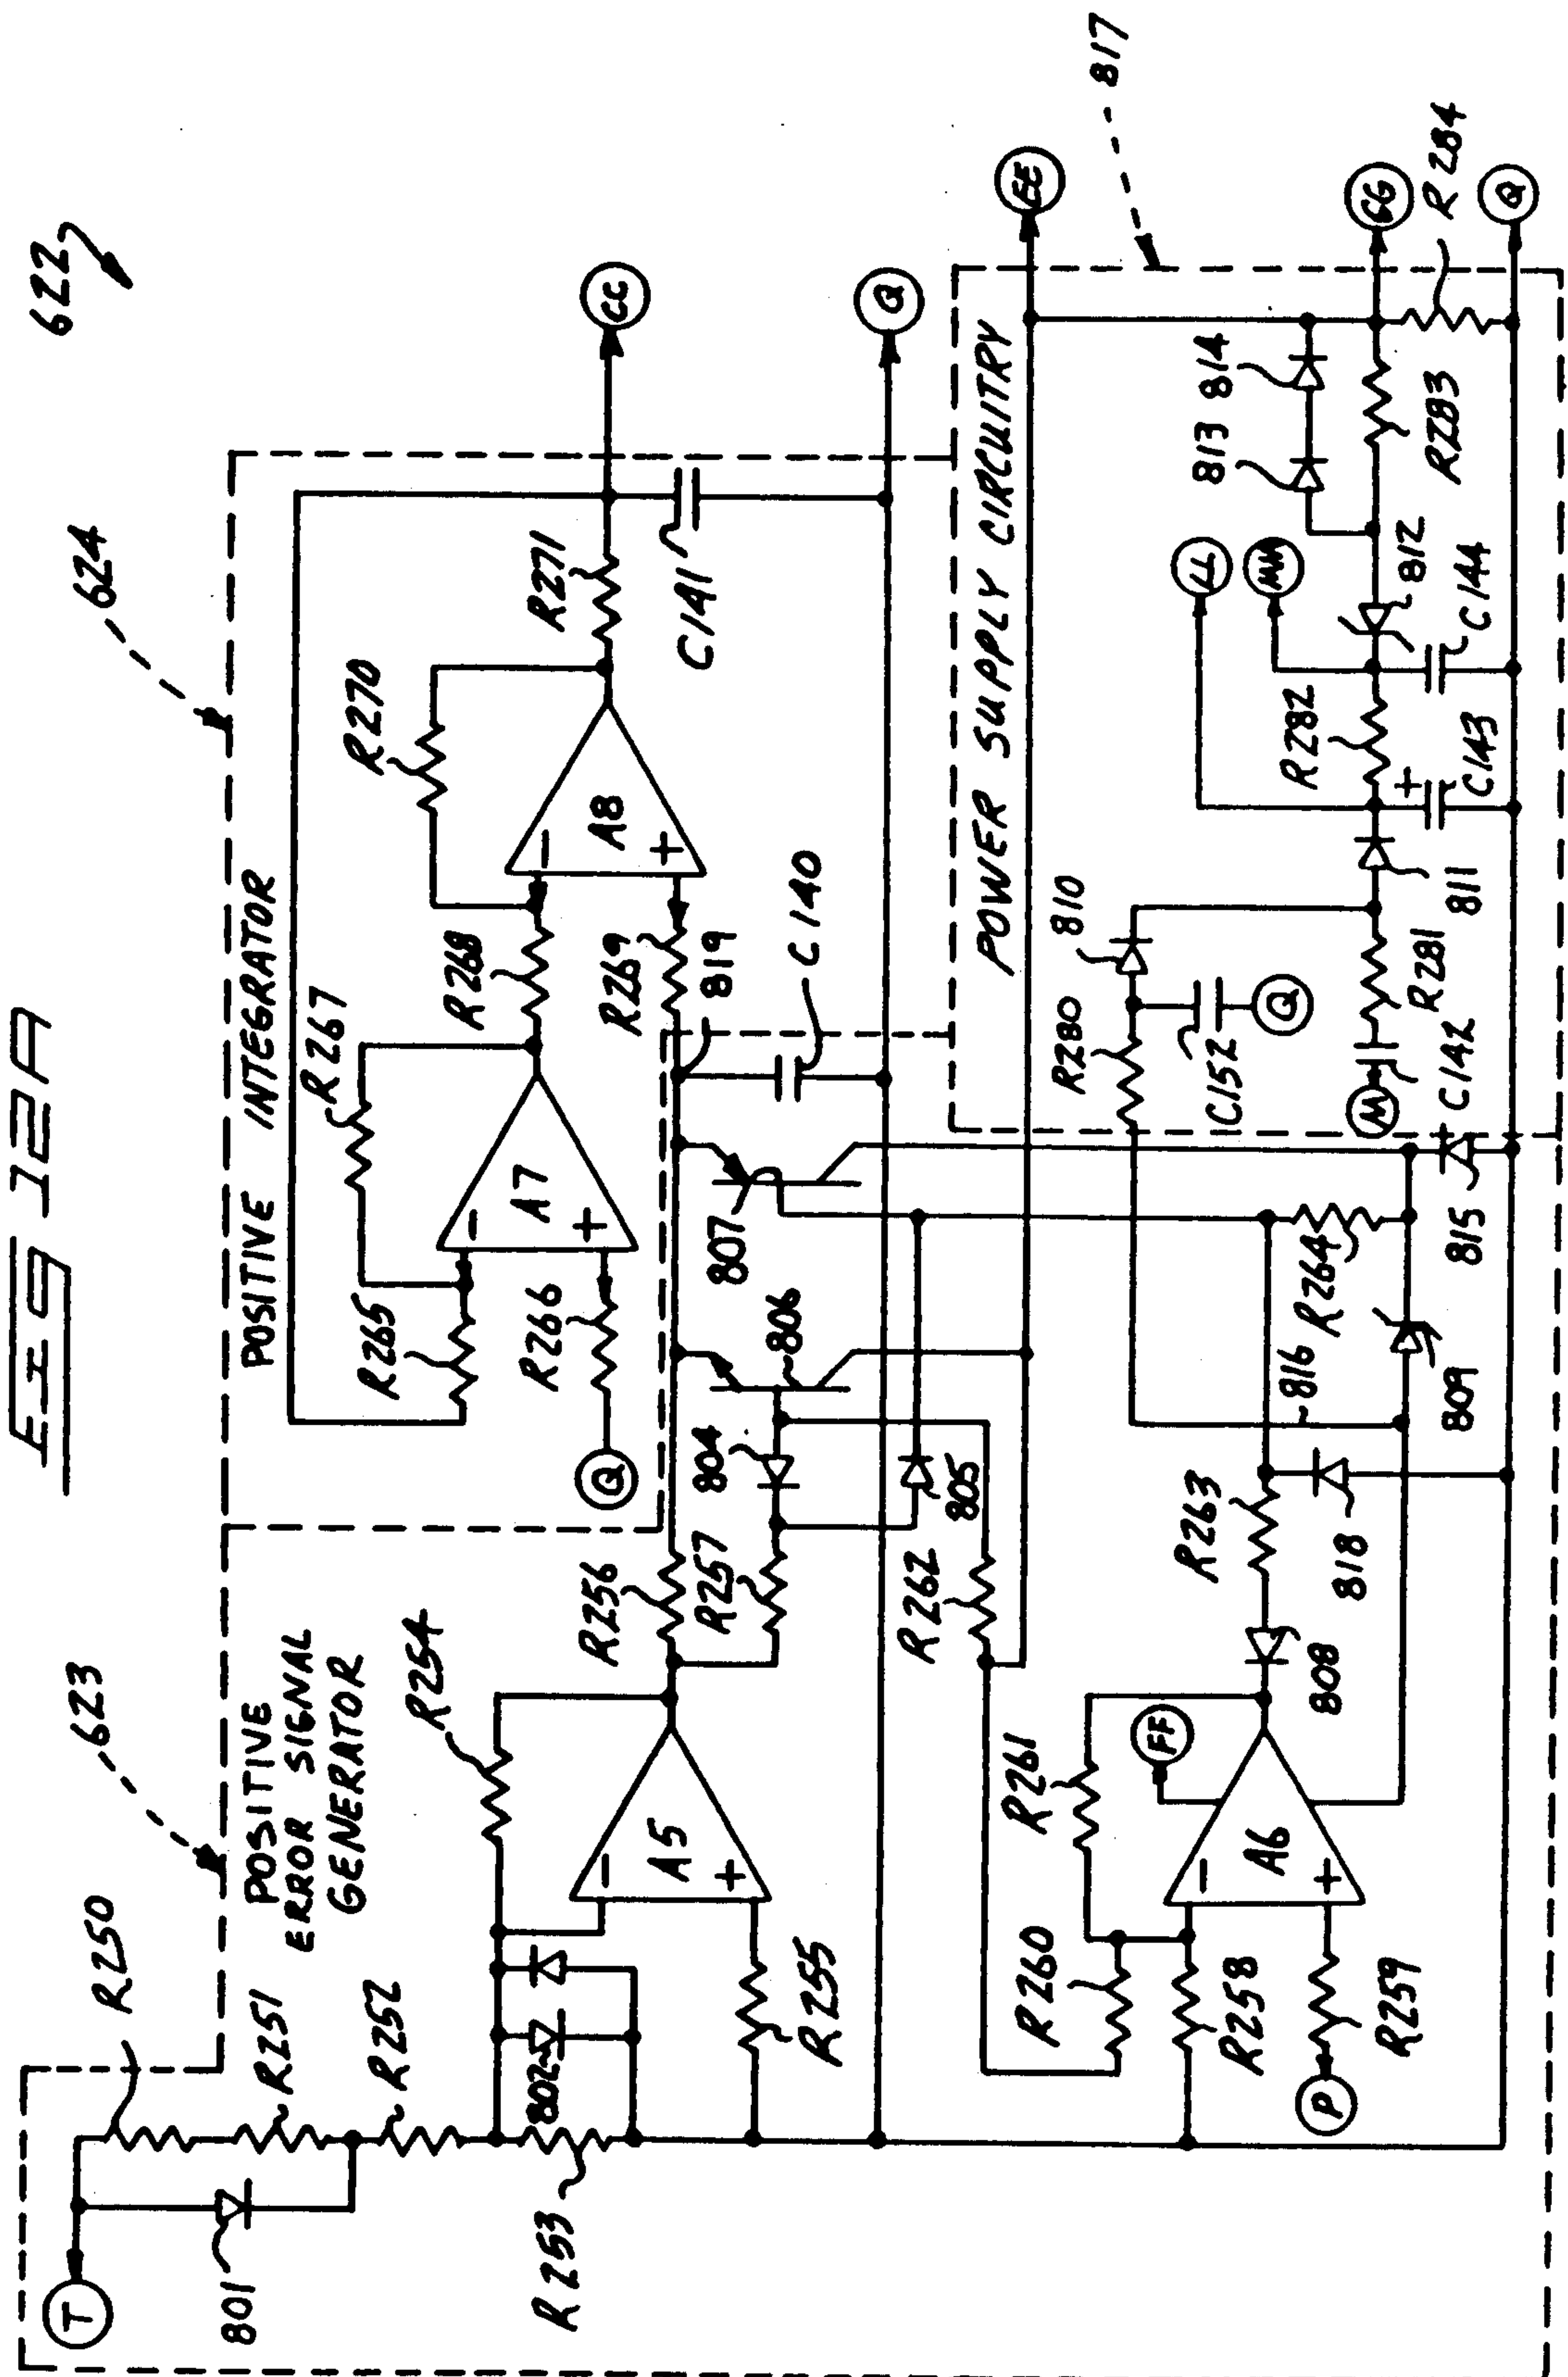 FIG 12A
622
623
624
POSITIVE INTEGRATOR
POSITIVE
ERROR SIGNAL
GENERATOR
R250
R251
R252
R253
801
T
802
R254
R255
A5
-
+
R256
R257
804
805
806
807
R262
R265
R266
Q
R267
A7
-
+
R268
R269
819
C140
R270
A8
-
+
R271
C141
CC
Q
R260
R258
R259
P
R261
FF
A6
-
+
808
R263
818
816
R264
809
815
POWER SUPPLY CIRCUITRY
817
R280
810
C152
Q
C142
R281
811
+
C143
R282
C144
812
LL
813
814
R283
R284
EE
GG
Q